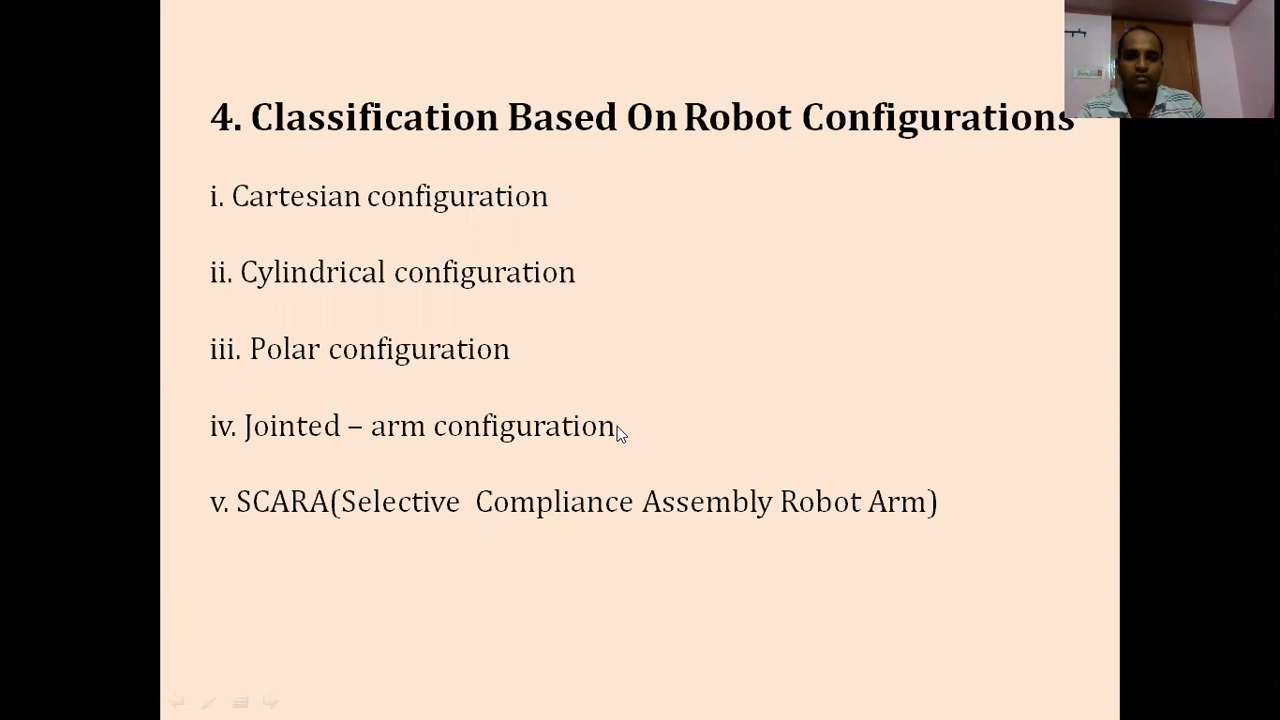 4. Classification Based On Robot Configurations
i. Cartesian configuration
ii. Cylindrical configuration
iii. Polar configuration
iv. Jointed – arm configuration
v. SCARA(Selective Compliance Assembly Robot Arm)